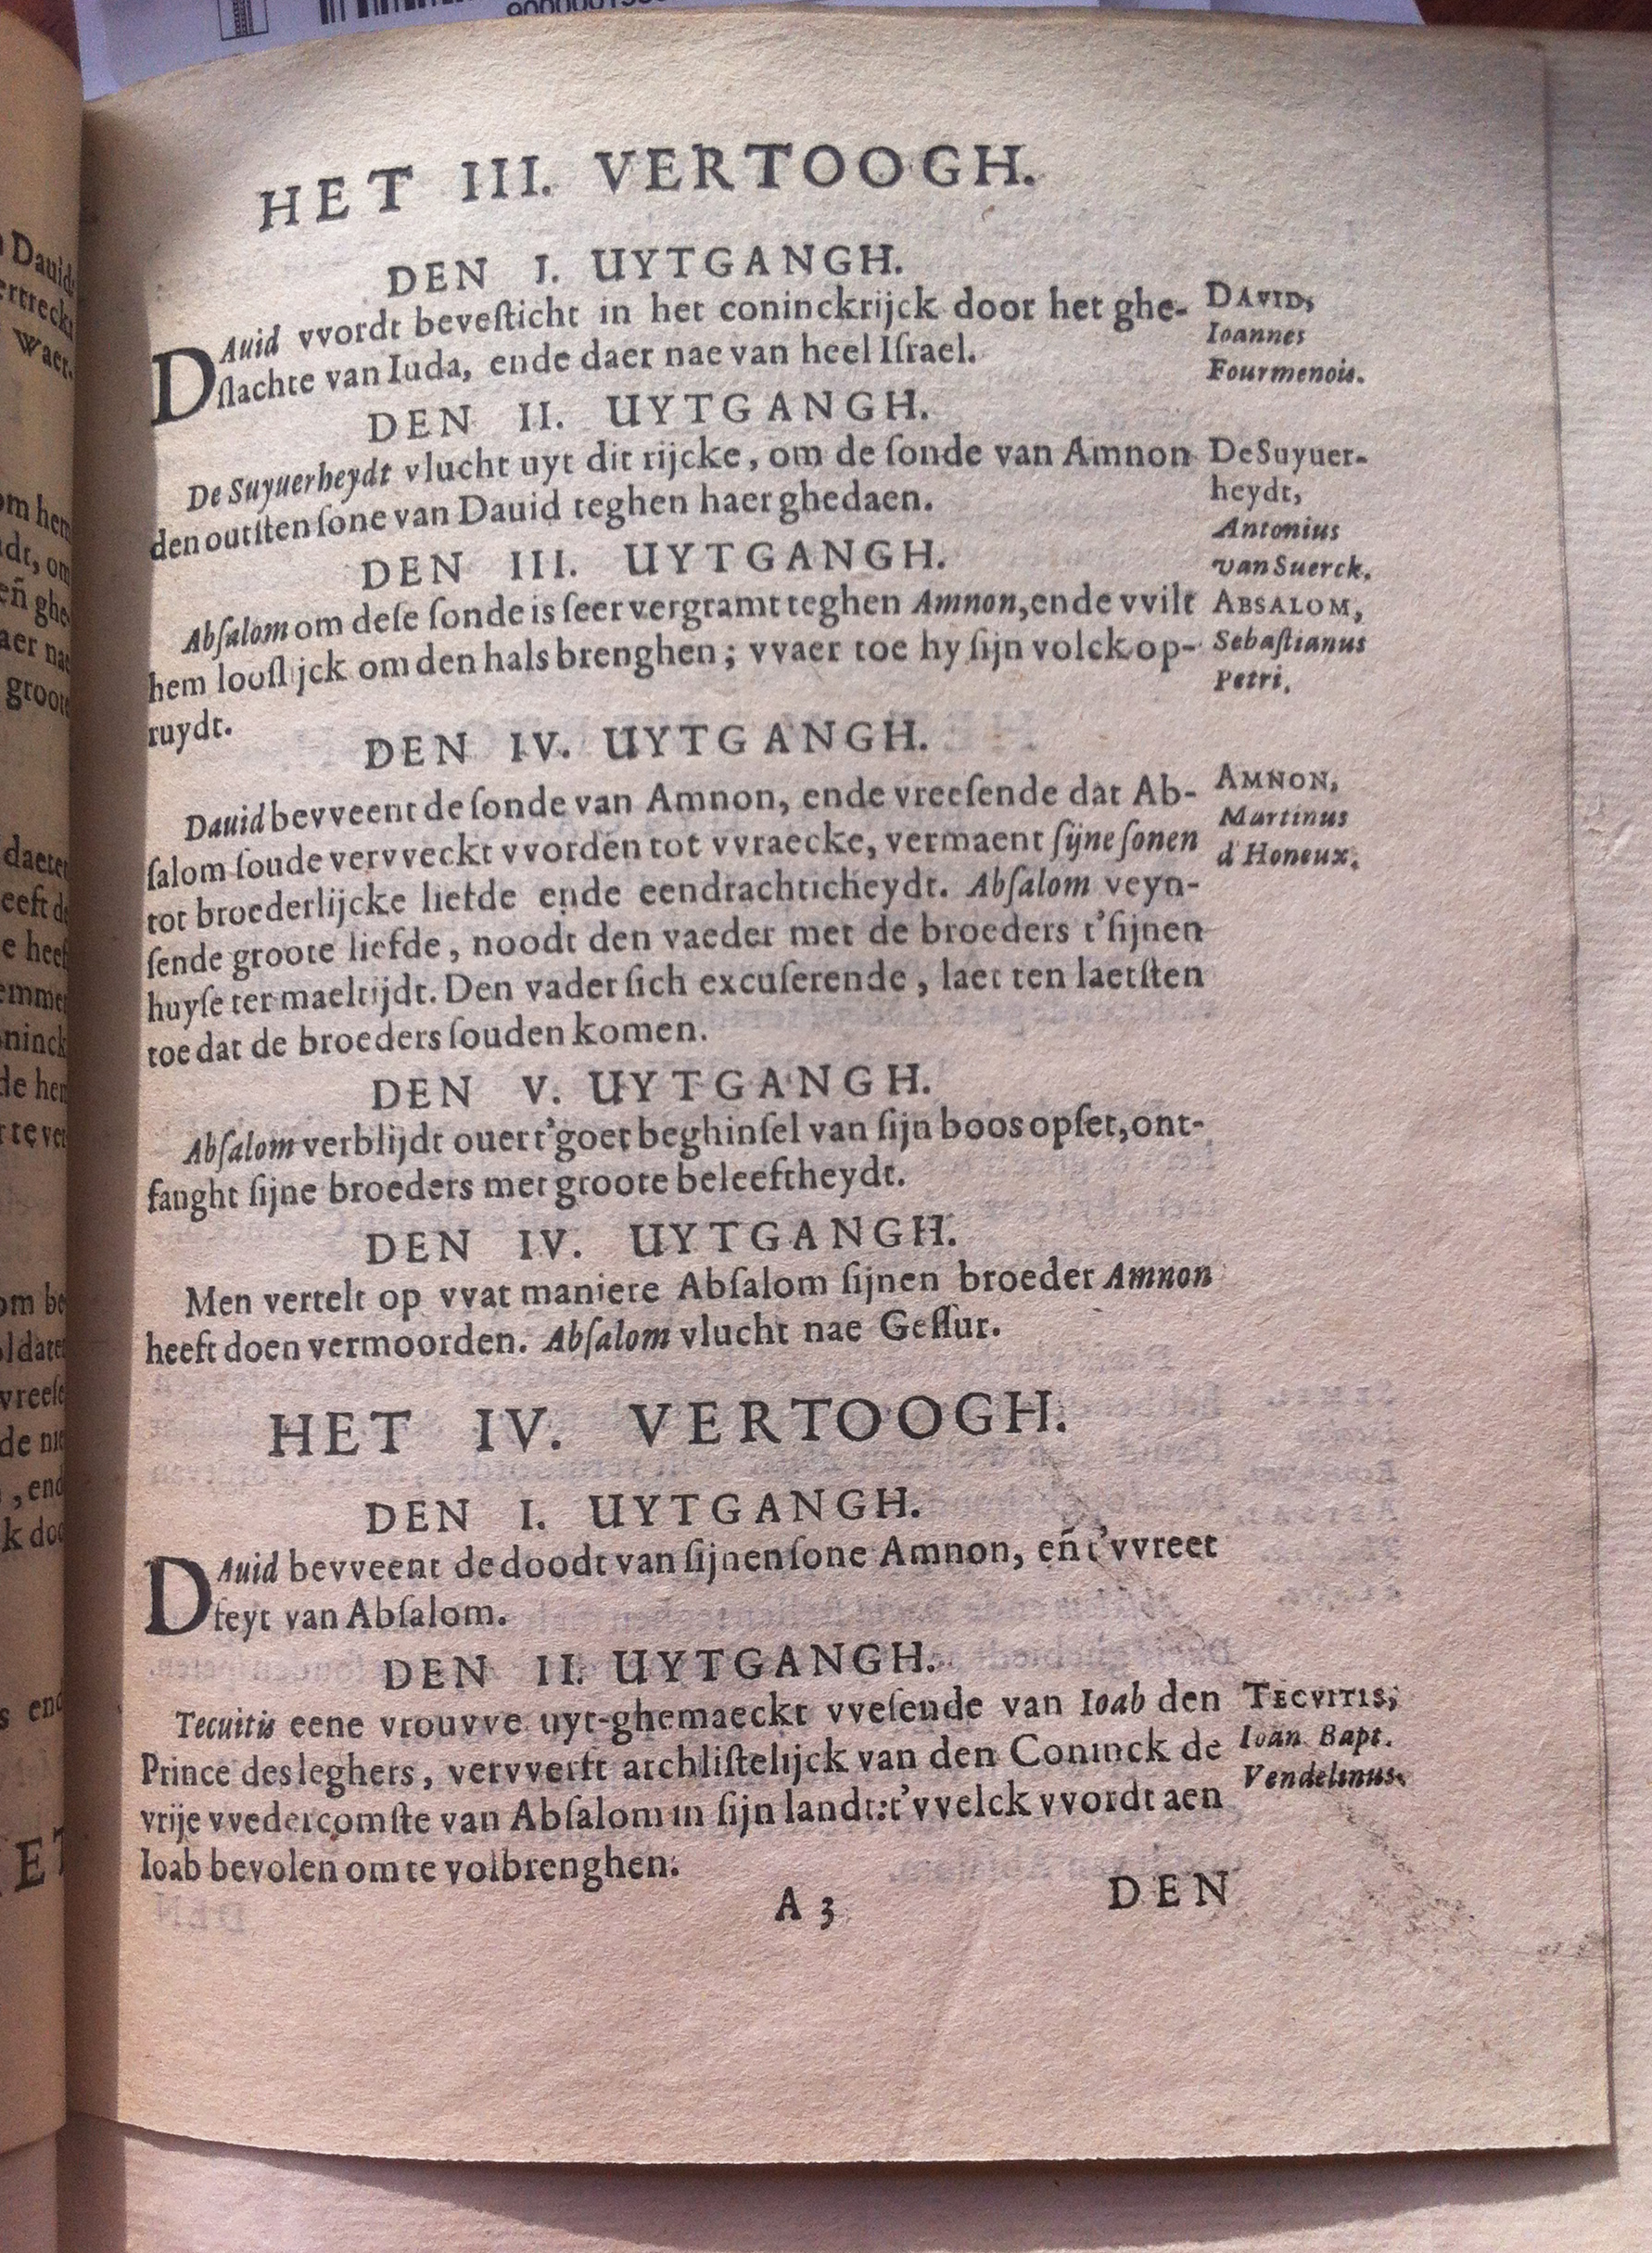 HET III. VERTOOGH.
DEN I. UYTGANGH.
DAuid vvordt beveſticht in het coninckrijck door het ghe-
ſlachte van Iuda, ende daer nae van heel Iſrael.
DAVID,
Ioannes
Fourmenois.
DEN II. UYTGANGH.
De Suyuerheydt vlucht uyt dit rijcke, om de ſonde van Amnon
den outſten ſone van Dauid teghen haer ghedaen.
De Suyuer-
heydt,
Antonius
van Suerck.
DEN III. UYTGANGH.
Abſalom om deſe ſonde is ſeer vergramt teghen Amnon, ende vvilt
hem looſlijck om den hals brenghen; vvaer toe hy ſijn volck op-
ruydt.
ABSALOM,
Sebaſtianus
Petri.
DEN IV. UYTGANGH.
Dauid bevveent de ſonde van Amnon, ende vreeſende dat Ab-
ſalom ſoude vervveckt vvorden tot vvraecke, vermaent ſijne ſonen
tot broederlijcke liefde ende eendrachticheydt. Abſalom veyn-
ſende groote liefde, noodt den vaeder met de broeders t'ſijnen
huyſe ter maeltijdt. Den vader ſich excuſerende, laet ten laetſten
toe dat de broeders ſouden komen.
AMNON,
Martinus
d'Honeux.
DEN V. UYTGANGH.
Abſalom verblijdt ouer t'goet beghinſel van ſijn boos opſet, ont-
fanght ſijne broeders met groote beleeftheydt.
DEN IV. UYTGANGH.
Men vertelt op vvat maniere Abſalom ſijnen broeder Amnon
heeft doen vermoorden. Abſalom vlucht nae Geſſur.
HET IV. VERTOOGH.
DEN I. UYTGANGH.
DAuid bevveent de doodt van ſijnen ſone Amnon, eñ t'vvreet
feyt van Abſalom.
DEN II. UYTGANGH.
Tecuitis eene vrouvve uyt-ghemaeckt vveſende van Ioab den
Prince des leghers, vervverft archliſtelijck van den Coninck de
vrije vvedercomſte van Abſalom in ſijn landt: t'vvelck vvordt aen
Ioab bevolen om te volbrenghen.
TECVITIS,
Ioan. Bapt.
Vendelinus.
A 3
DEN